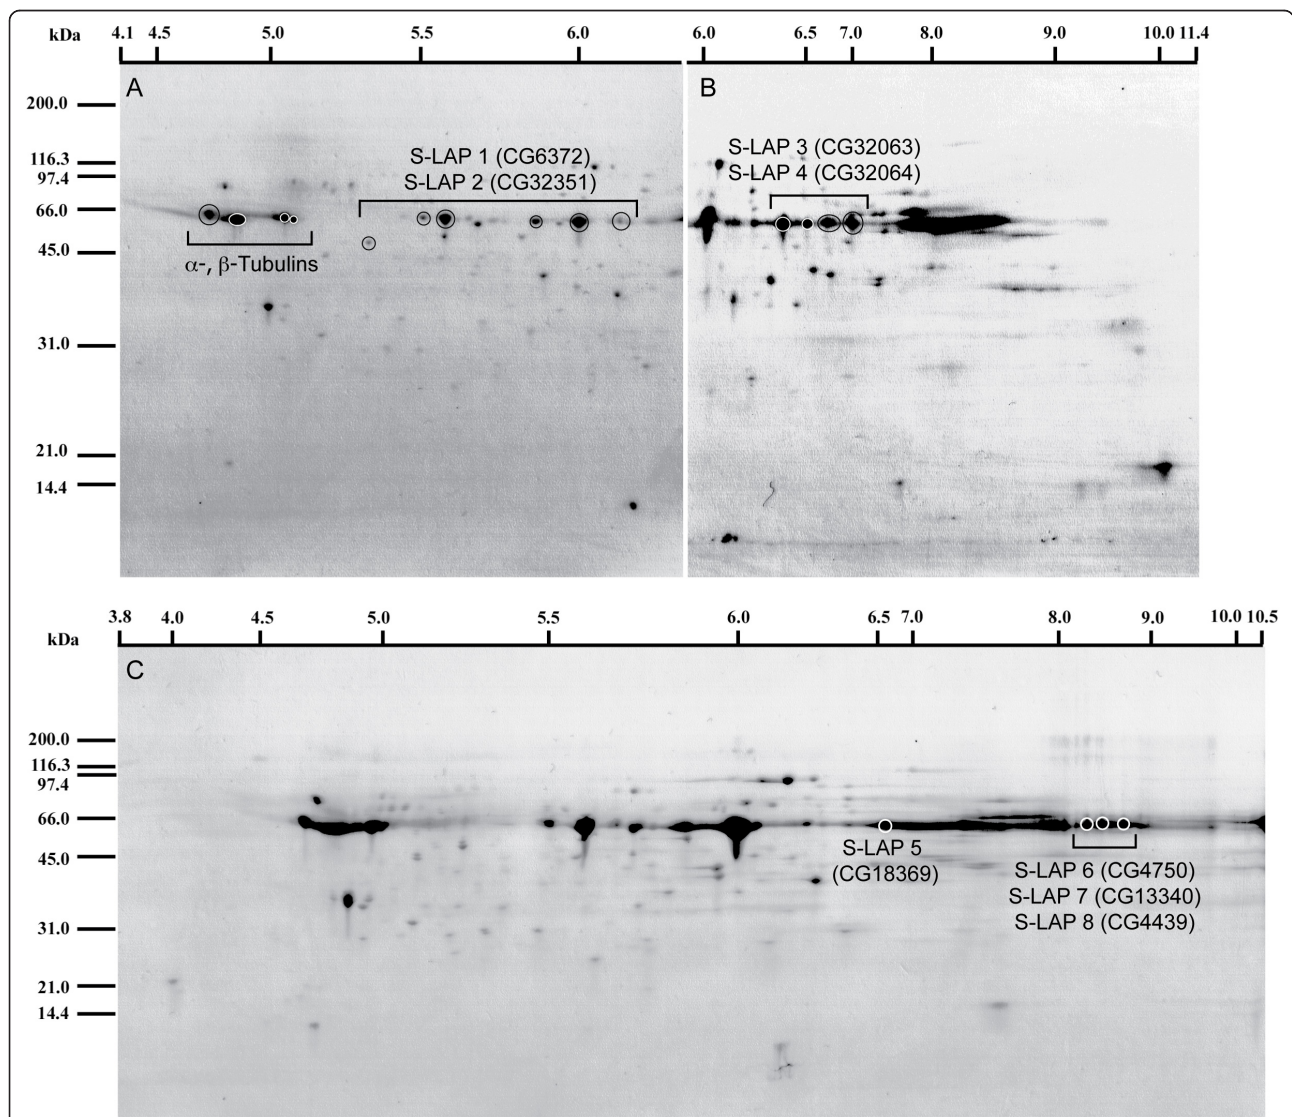 kDa 4.1 4.5 5.0 5.5 6.0 6.0 6.5 7.0 8.0 9.0 10.0 11.4
A B
200.0
116.3
97.4
66.0
45.0
31.0
21.0
14.4
S-LAP 1 (CG6372)
S-LAP 2 (CG32351)
α-, β-Tubulins
S-LAP 3 (CG32063)
S-LAP 4 (CG32064)
3.8 4.0 4.5 5.0 5.5 6.0 6.5 7.0 8.0 9.0 10.0 10.5
kDa
C
200.0
116.3
97.4
66.0
45.0
31.0
21.0
14.4
S-LAP 5
(CG18369)
S-LAP 6 (CG4750)
S-LAP 7 (CG13340)
S-LAP 8 (CG4439)